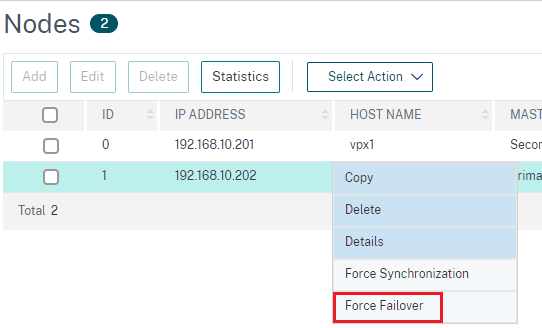 Nodes 2
Add Edit Delete Statistics Select Action
ID IP ADDRESS HOST NAME MAST
0 192.168.10.201 vpx1 Secon
1 192.168.10.202 rima
Total 2
Copy
Delete
Details
Force Synchronization
Force Failover